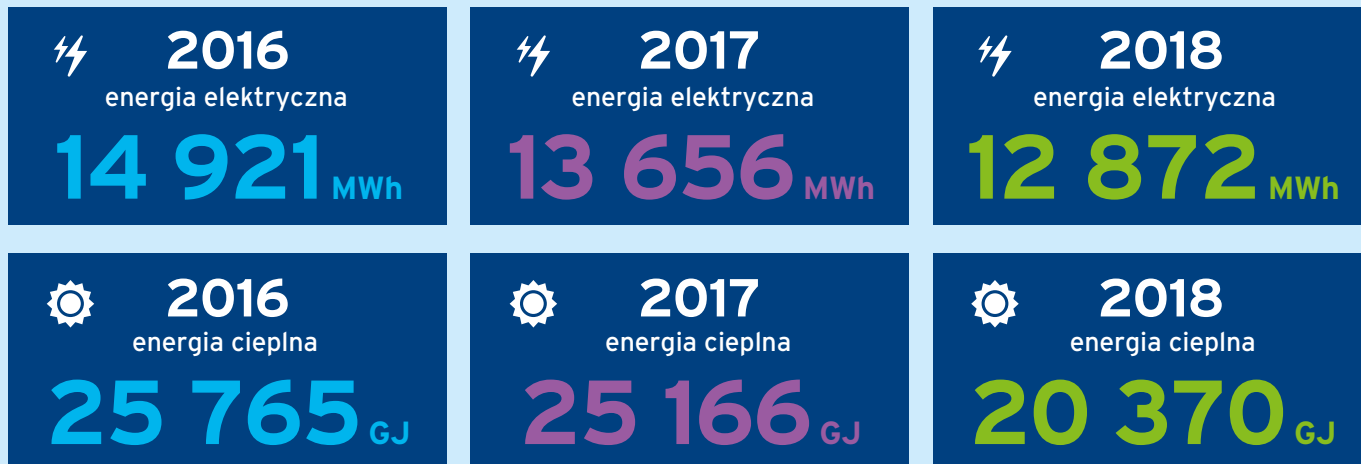 2016
energia elektryczna
14 921 MWh
2017
energia elektryczna
13 656 MWh
2018
energia elektryczna
12 872 MWh
2016
energia cieplna
25 765 GJ
2017
energia cieplna
25 166 GJ
2018
energia cieplna
20 370 GJ